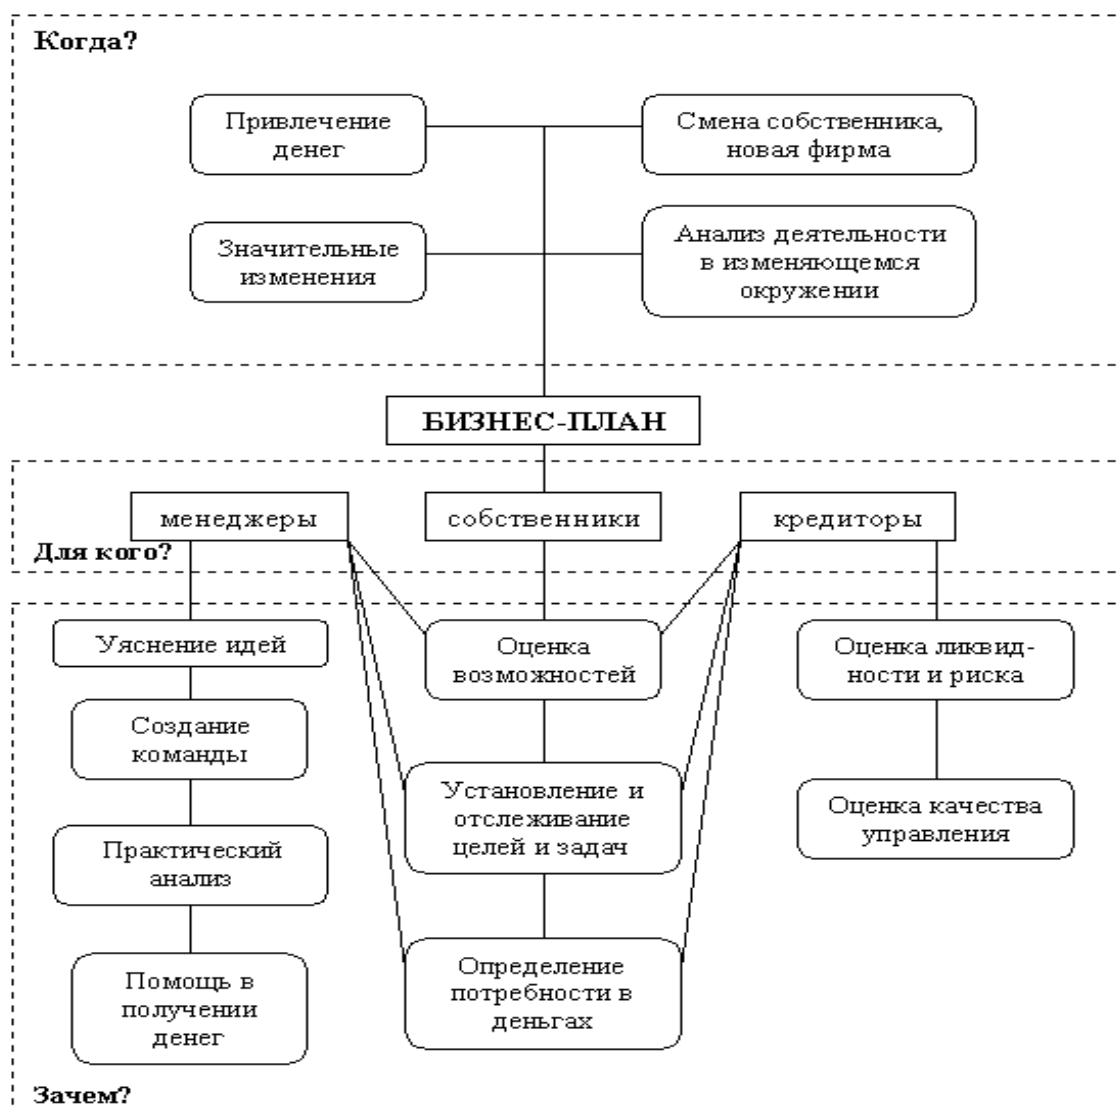 Когда?
Привлечение
денег
Смена собственника,
новая фирма
Значительные
изменения
Анализ деятельности
в изменяющемся
окружении
БИЗНЕС-ПЛАН
менеджеры
собственники
кредиторы
Для кого?
Уяснение идей
Создание
команды
Практический
анализ
Помощь в
получении
денег
Оценка
возможностей
Установление и
отслеживание
целей и задач
Определение
потребности в
деньгах
Оценка ликвид-
ности и риска
Оценка качества
управления
Зачем?